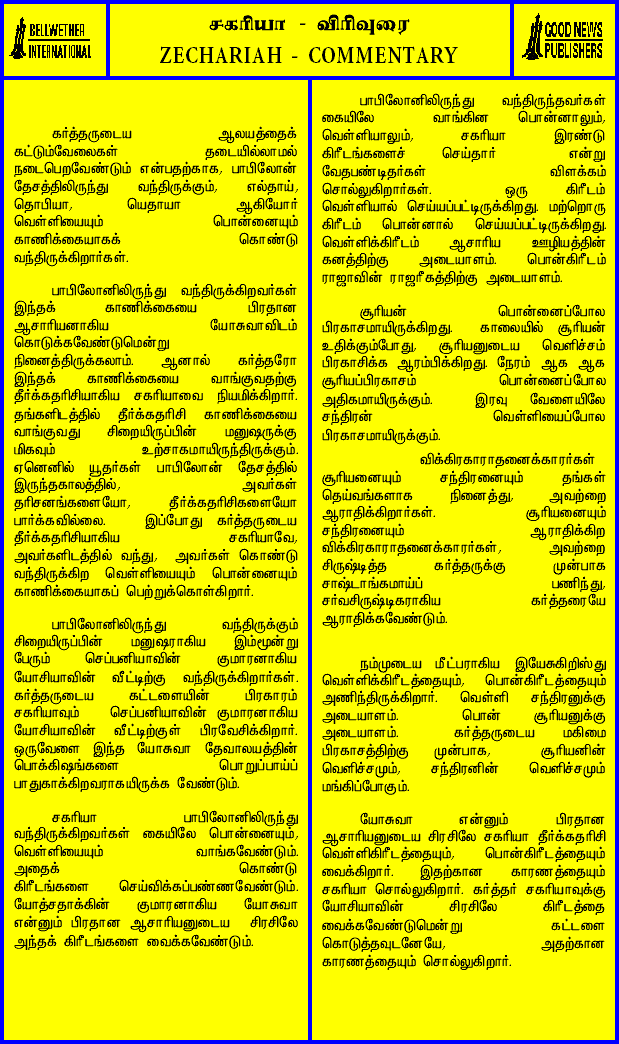 BELLWETHER
INTERNATIONAL
சகரியா - விரிவுரை
ZECHARIAH - COMMENTARY
GOOD NEWS
PUBLISHERS
கர்த்தருடைய ஆலயத்தைக்
கட்டும்வேலைகள் தடையில்லாமல்
நடைபெறவேண்டும் என்பதற்காக, பாபிலோன்
தேசத்திலிருந்து வந்திருக்கும், எல்தாய்,
தொபியா, யெதாயா ஆகியோர்
வெள்ளியையும் பொன்னையும்
காணிக்கையாகக் கொண்டு
வந்திருக்கிறார்கள்.
பாபிலோனிலிருந்து வந்திருக்கிறவர்கள்
இந்தக் காணிக்கையை பிரதான
ஆசாரியனாகிய யோசுவாவிடம்
கொடுக்கவேண்டுமென்று
நினைத்திருக்கலாம். ஆனால் கர்த்தரோ
இந்தக் காணிக்கையை வாங்குவதற்கு
தீர்க்கதரிசியாகிய சகரியாவை நியமிக்கிறார்.
தங்களிடத்தில் தீர்க்கதரிசி காணிக்கையை
வாங்குவது சிறையிருப்பின் மனுஷருக்கு
மிகவும் உற்சாகமாயிருந்திருக்கும்.
ஏனெனில் யூதர்கள் பாபிலோன் தேசத்தில்
இருந்தகாலத்தில், அவர்கள்
தரிசனங்களையோ, தீர்க்கதரிசிகளையோ
பார்க்கவில்லை. இப்போது கர்த்தருடைய
தீர்க்கதரிசியாகிய சகரியாவே,
அவர்களிடத்தில் வந்து, அவர்கள் கொண்டு
வந்திருக்கிற வெள்ளியையும் பொன்னையும்
காணிக்கையாகப் பெற்றுக்கொள்கிறார்.
பாபிலோனிலிருந்து வந்திருக்கும்
சிறையிருப்பின் மனுஷராகிய இம்மூன்று
பேரும் செப்பனியாவின் குமாரனாகிய
யோசியாவின் வீட்டிற்கு வந்திருக்கிறார்கள்.
கர்த்தருடைய கட்டளையின் பிரகாரம்
சகரியாவும் செப்பனியாவின் குமாரனாகிய
யோசியாவின் வீட்டிற்குள் பிரவேசிக்கிறார்.
ஒருவேளை இந்த யோசுவா தேவாலயத்தின்
பொக்கிஷங்களை பொறுப்பாய்ப்
பாதுகாக்கிறவராகயிருக்க வேண்டும்.
சகரியா பாபிலோனிலிருந்து
வந்திருக்கிறவர்கள் கையிலே பொன்னையும்,
வெள்ளியையும் வாங்கவேண்டும்.
அதைக் கொண்டு
கிரீடங்களை செய்விக்கப்பண்ணவேண்டும்.
யோத்சதாக்கின் குமாரனாகிய யோசுவா
என்னும் பிரதான ஆசாரியனுடைய சிரசிலே
அந்தக் கிரீடங்களை வைக்கவேண்டும்.
பாபிலோனிலிருந்து வந்திருந்தவர்கள்
கையிலே வாங்கின பொன்னாலும்,
வெள்ளியாலும், சகரியா இரண்டு
கிரீடங்களைச் செய்தார் என்று
வேதபண்டிதர்கள் விளக்கம்
சொல்லுகிறார்கள். ஒரு கிரீடம்
வெள்ளியால் செய்யப்பட்டிருக்கிறது. மற்றொரு
கிரீடம் பொன்னால் செய்யப்பட்டிருக்கிறது.
வெள்ளிக்கிரீடம் ஆசாரிய ஊழியத்தின்
கனத்திற்கு அடையாளம். பொன்கிரீடம்
ராஜாவின் ராஜரீகத்திற்கு அடையாளம்.
சூரியன் பொன்னைப்போல
பிரகாசமாயிருக்கிறது. காலையில் சூரியன்
உதிக்கும்போது, சூரியனுடைய வெளிச்சம்
பிரகாசிக்க ஆரம்பிக்கிறது. நேரம் ஆக ஆக
சூரியப்பிரகாசம் பொன்னைப்போல
அதிகமாயிருக்கும். இரவு வேளையிலே
சந்திரன் வெள்ளியைப்போல
பிரகாசமாயிருக்கும்.
விக்கிரகாராதனைக்காரர்கள்
சூரியனையும் சந்திரனையும் தங்கள்
தெய்வங்களாக நினைத்து, அவற்றை
ஆராதிக்கிறார்கள். சூரியனையும்
சந்திரனையும் ஆராதிக்கிற
விக்கிரகாராதனைக்காரர்கள், அவற்றை
சிருஷ்டித்த கர்த்தருக்கு முன்பாக
சாஷ்டாங்கமாய்ப் பணிந்து,
சர்வசிருஷ்டிகராகிய கர்த்தரையே
ஆராதிக்கவேண்டும்.
நம்முடைய மீட்பராகிய இயேசுகிறிஸ்து
வெள்ளிக்கிரீடத்தையும், பொன்கிரீடத்தையும்
அணிந்திருக்கிறார். வெள்ளி சந்திரனுக்கு
அடையாளம். பொன் சூரியனுக்கு
அடையாளம். கர்த்தருடைய மகிமை
பிரகாசத்திற்கு முன்பாக, சூரியனின்
வெளிச்சமும், சந்திரனின் வெளிச்சமும்
மங்கிப்போகும்.
யோசுவா என்னும் பிரதான
ஆசாரியனுடைய சிரசிலே சகரியா தீர்க்கதரிசி
வெள்ளிகிரீடத்தையும், பொன்கிரீடத்தையும்
வைக்கிறார். இதற்கான காரணத்தையும்
சகரியா சொல்லுகிறார். கர்த்தர் சகரியாவுக்கு
யோசியாவின் சிரசிலே கிரீடத்தை
வைக்கவேண்டுமென்று கட்டளை
கொடுத்தவுடனேயே, அதற்கான
காரணத்தையும் சொல்லுகிறார்.